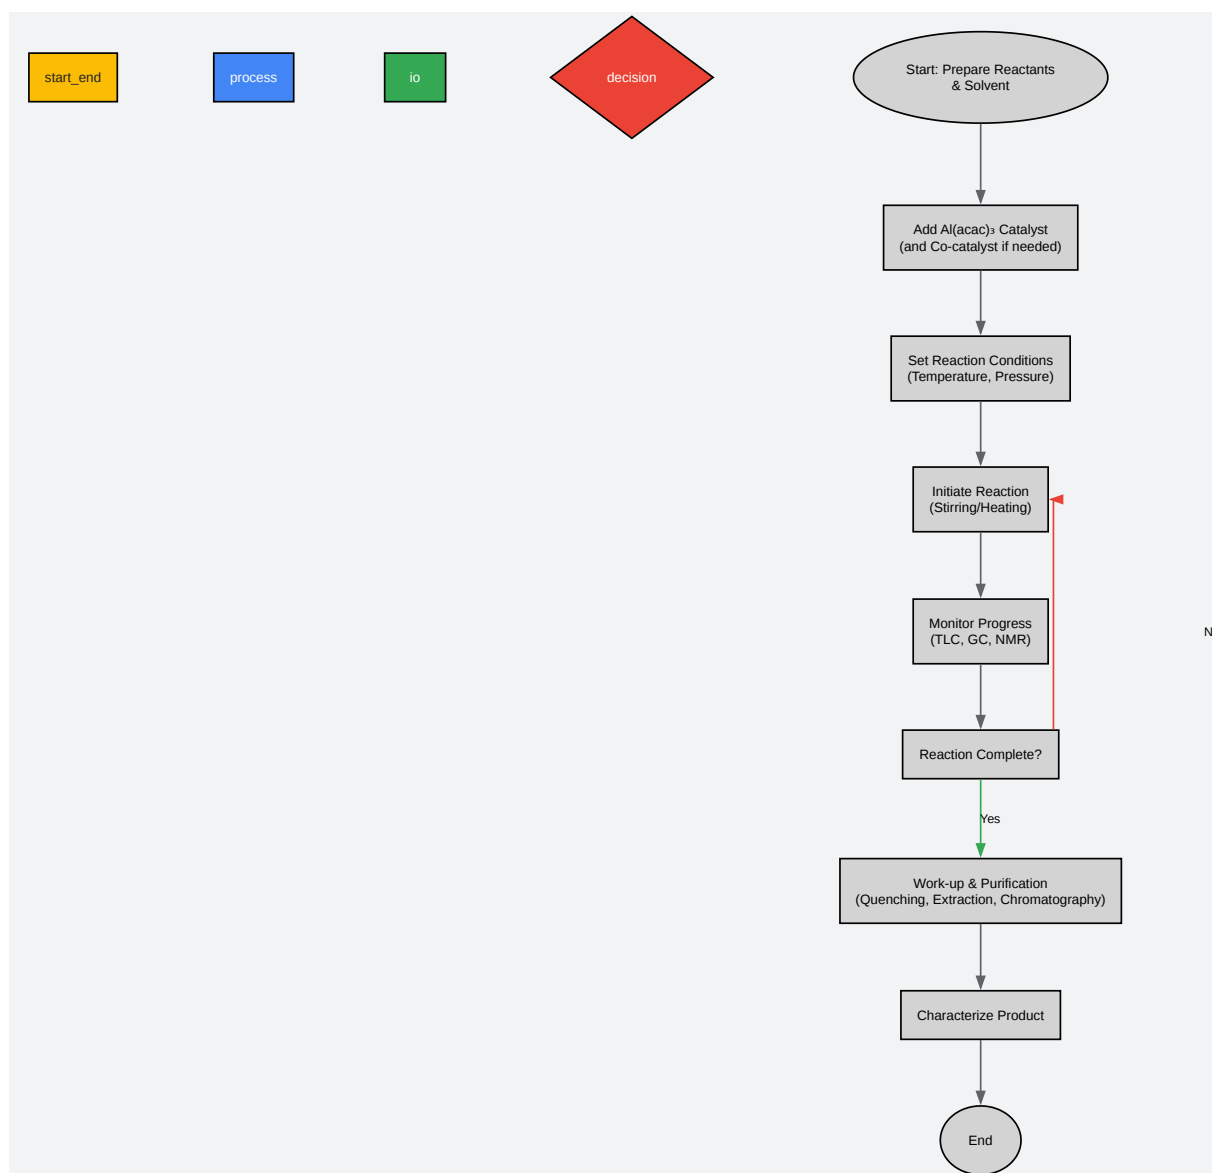 start_end
process
io
decision
Start: Prepare Reactants
& Solvent
Add Al(acac)₃ Catalyst
(and Co-catalyst if needed)
Set Reaction Conditions
(Temperature, Pressure)
Initiate Reaction
(Stirring/Heating)
Monitor Progress
(TLC, GC, NMR)
N
Reaction Complete?
Yes
Work-up & Purification
(Quenching, Extraction, Chromatography)
Characterize Product
End